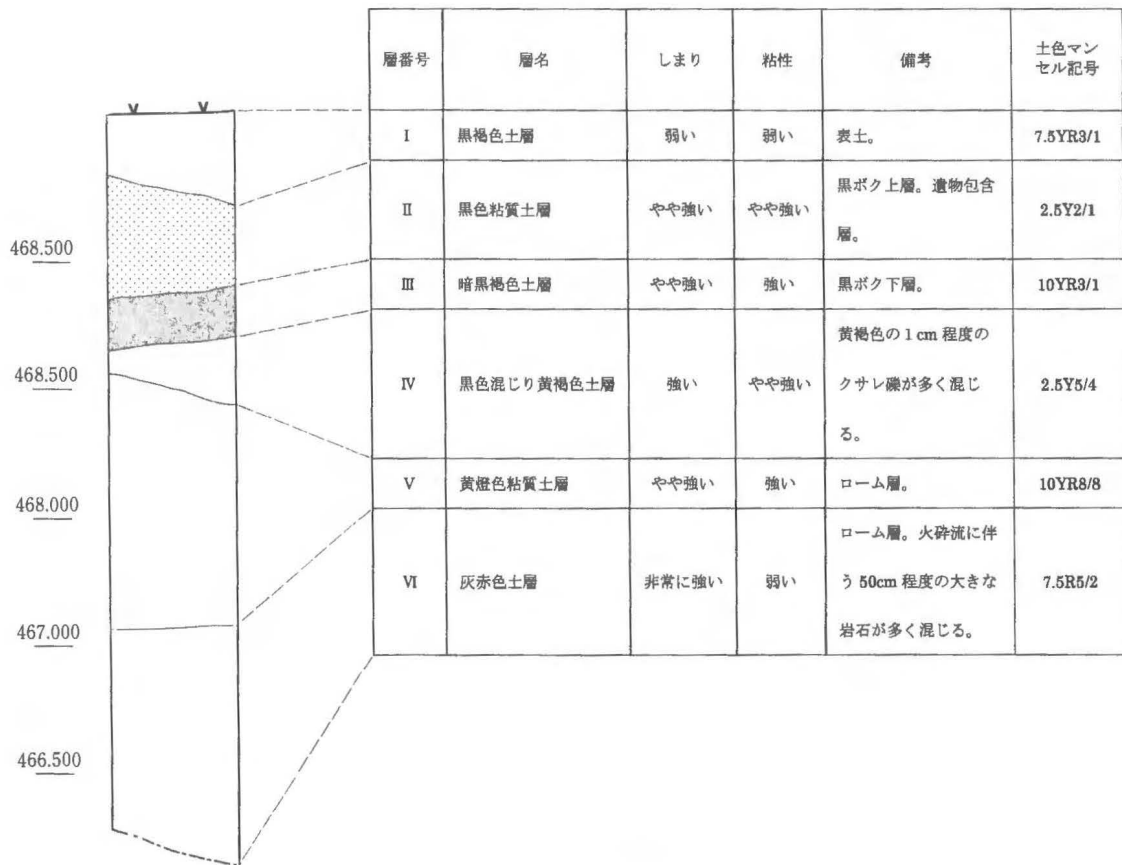 層番号 層名 しまり 粘性 備考 土色マン
セル記号
I 黒褐色土層 弱い 弱い 表土。 7.5YR3/1
II 黒色粘質土層 やや強い やや強い 黒ボク上層。遺物包含
層。 2.5Y2/1
III 暗黒褐色土層 やや強い 強い 黒ボク下層。 10YR3/1
IV 黒色混じり黄褐色土層 強い やや強い 黄褐色の1cm 程度の
クサレ礫が多く混じ
る。 2.5Y5/4
V 黄燈色粘質土層 やや強い 強い ローム層。 10YR8/8
VI 灰赤色土層 非常に強い 弱い ローム層。火砕流に伴
う 50cm 程度の大きな
岩石が多く混じる。 7.5R5/2
468.500
468.500
468.000
467.000
466.500